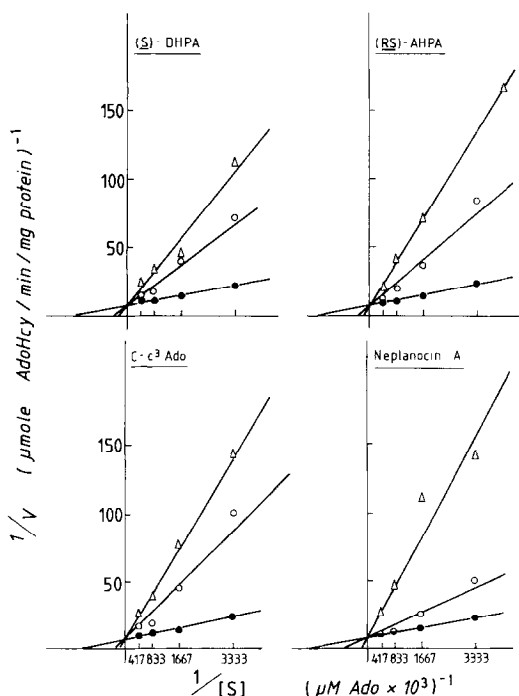 (S)-DHPA
(RS)-AHPA
150
100
50
C-c³ Ado
Neplanocin A
150
100
50
417 833 1667 3333
417 833 1667 3333
1/v (μmole AdoHcy/min/mg protein)⁻¹
1/[S] (μM Ado × 10³)⁻¹